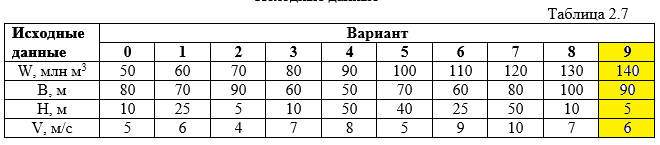 Таблица 2.7
Исходные данные Вариант
0 1 2 3 4 5 6 7 8 9
W, млн м³ 50 60 70 80 90 100 110 120 130 140
B, м 80 70 90 60 50 70 60 80 100 90
H, м 10 25 5 10 50 40 25 50 10 5
V, м/с 5 6 4 7 8 5 9 10 7 6